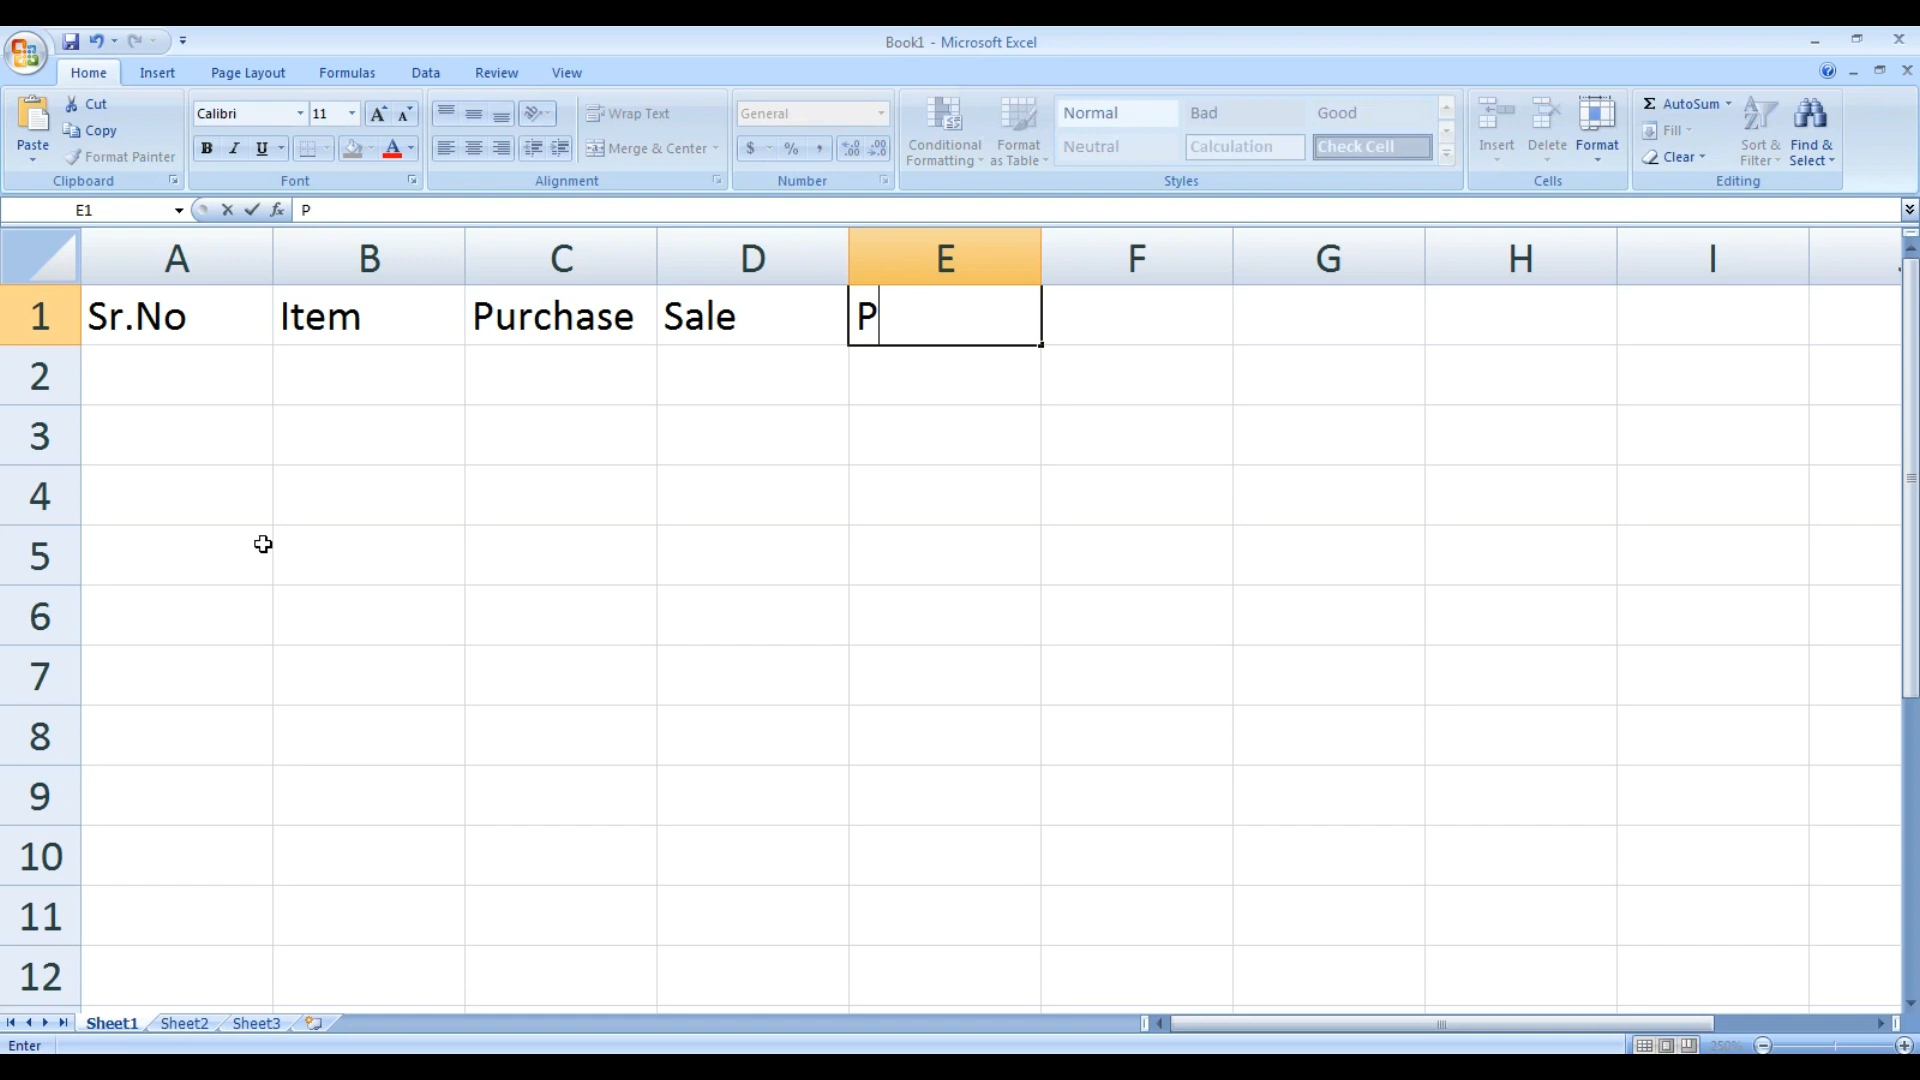 Book1 - Microsoft Excel
Home Insert Page Layout Formulas Data Review View
Paste
Cut
Copy
Format Painter
Clipboard
Calibri 11
B I U
Font
Wrap Text
Merge & Center
Alignment
General
$ % ,
Number
Conditional Formatting
Format as Table
Normal Bad Good
Neutral Calculation Check Cell
Styles
Insert Delete Format
Cells
Σ AutoSum
Fill
Clear
Sort & Filter
Find & Select
Editing
E1 fx P
A B C D E F G H I
1 Sr.No Item Purchase Sale P
2
3
4
5
6
7
8
9
10
11
12
Sheet1 Sheet2 Sheet3
Enter 250%